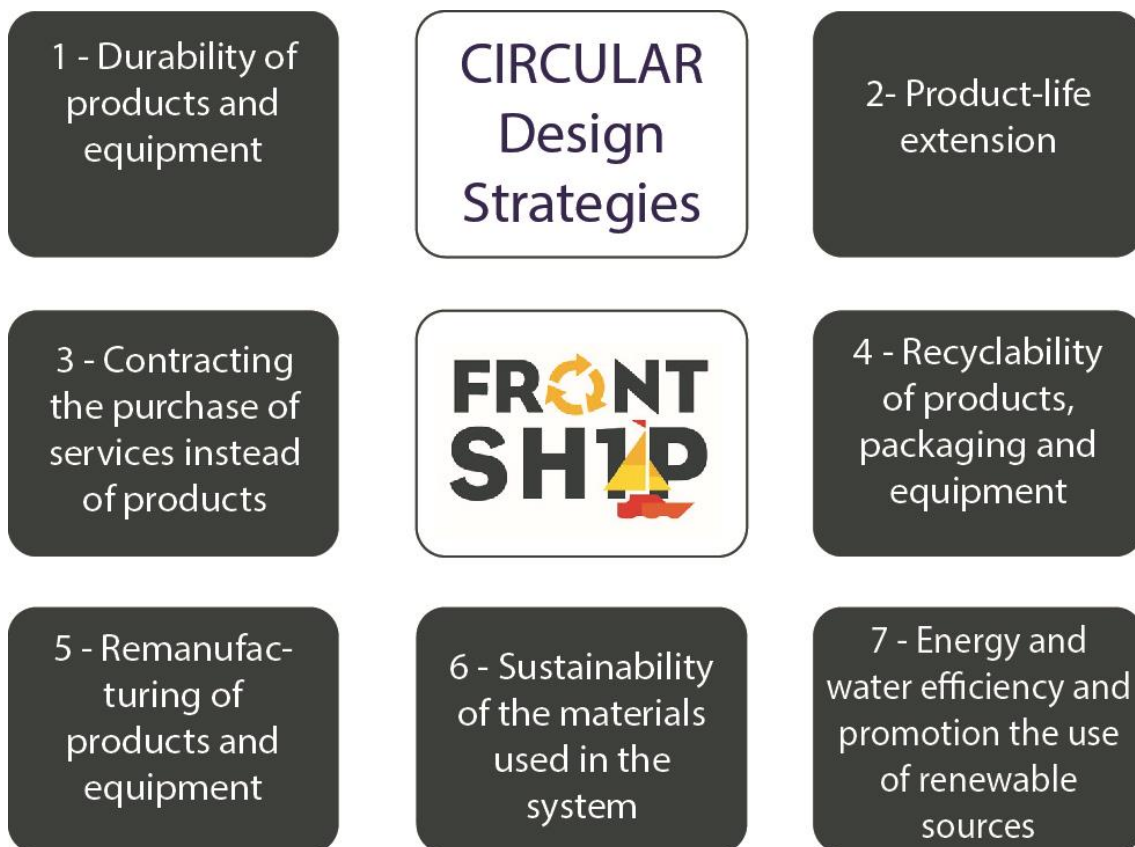 1 - Durability of
products and
equipment
CIRCULAR
Design
Strategies
2- Product-life
extension
3 - Contracting
the purchase of
services instead
of products
FRONT
SH1P
4 - Recyclability
of products,
packaging and
equipment
5 - Remanufac-
turing of
products and
equipment
6 - Sustainability
of the materials
used in the
system
7 - Energy and
water efficiency and
promotion the use
of renewable
sources